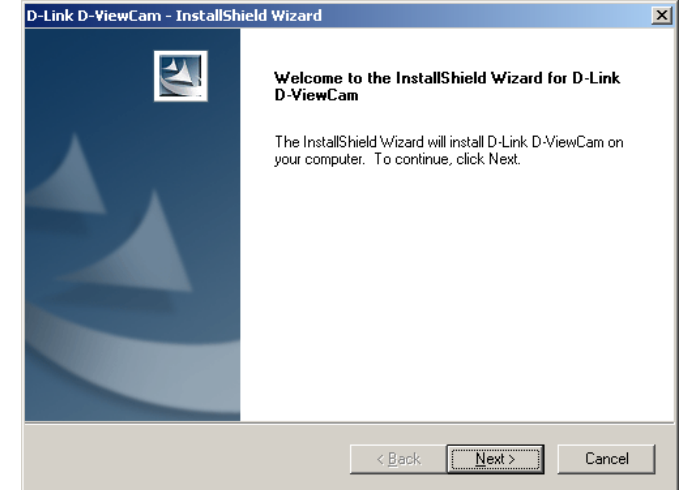 D-Link D-ViewCam - InstallShield Wizard
Welcome to the InstallShield Wizard for D-Link
D-ViewCam
The InstallShield Wizard will install D-Link D-ViewCam on
your computer.  To continue, click Next.
< Back
Next >
Cancel